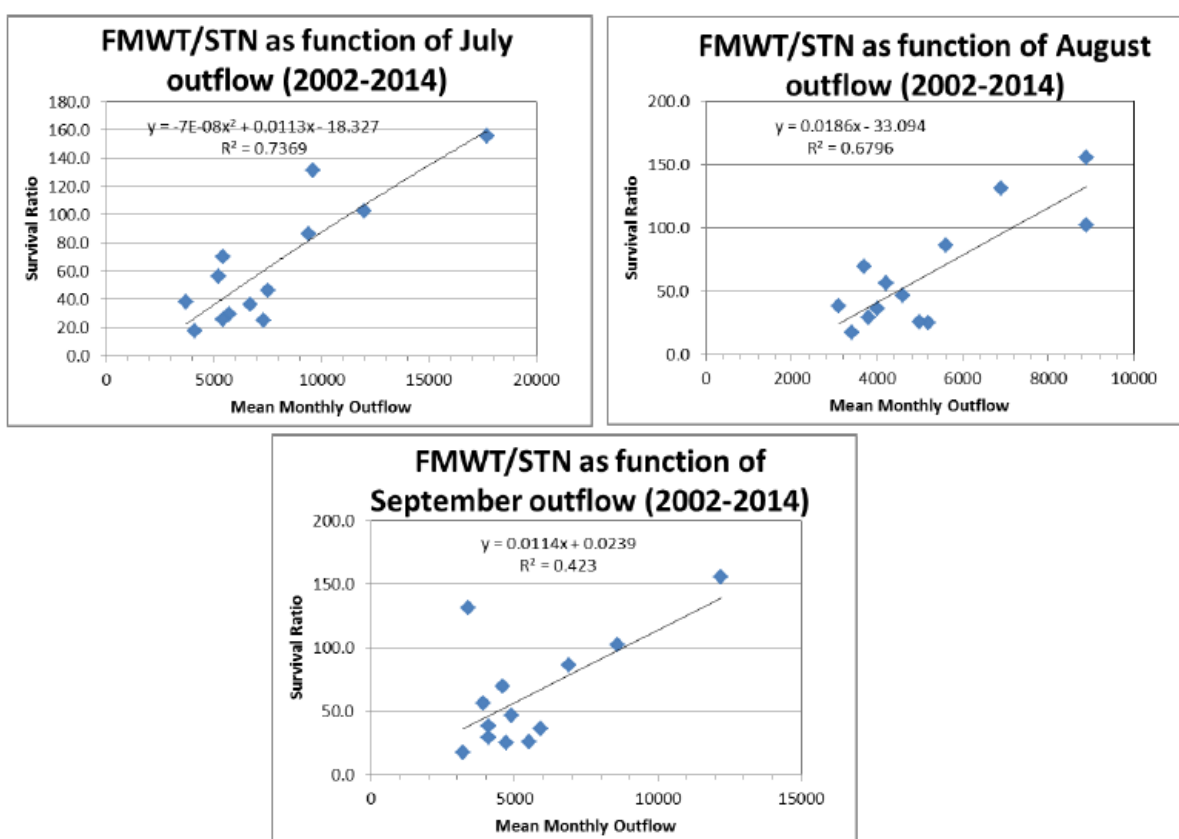 FMWT/STN as function of July
outflow (2002-2014)
180.0
160.0
140.0
120.0
100.0
80.0
60.0
40.0
20.0
0.0
y = -7E-08x² + 0.0113x - 18.327
R² = 0.7369
Survival Ratio
0 5000 10000 15000 20000
Mean Monthly Outflow
FMWT/STN as function of August
outflow (2002-2014)
200.0
150.0
100.0
50.0
0.0
y = 0.0186x - 33.094
R² = 0.6796
Survival Ratio
0 2000 4000 6000 8000 10000
Mean Monthly Outflow
FMWT/STN as function of
September outflow (2002-2014)
200.0
150.0
100.0
50.0
0.0
y = 0.0114x + 0.0239
R² = 0.423
Survival Ratio
0 5000 10000 15000
Mean Monthly Outflow